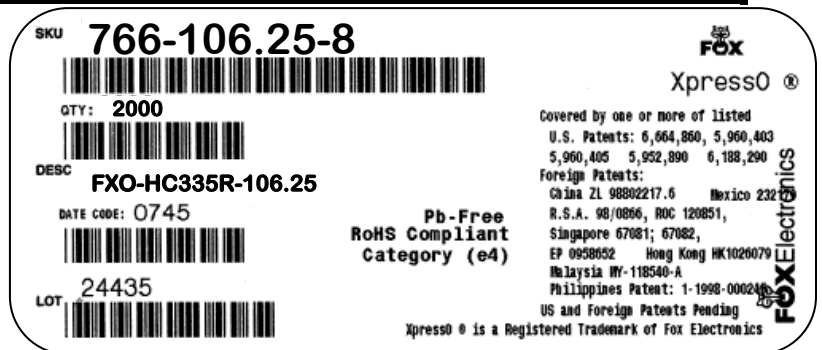 SKU 766-106.25-8
FOX
XpressO ®
QTY: 2000
DESC
FXO-HC335R-106.25
DATE CODE: 0745
LOT 24435
Pb-Free
RoHS Compliant
Category (e4)
Covered by one or more of listed
U.S. Patents: 6,664,860, 5,960,403
5,960,405 5,952,890 6,188,290
Foreign Patents:
China ZL 98802217.6 Mexico
R.S.A. 98/0866, ROC 120851,
Singapore 67081; 67082,
EP 0958652 Hong Kong HK1026079
Malaysia MY-118540-A
Philippines Patent:
US and Foreign Patents Pending
XpressO ® is a Registered Trademark of Fox Electronics
FOXElectronics